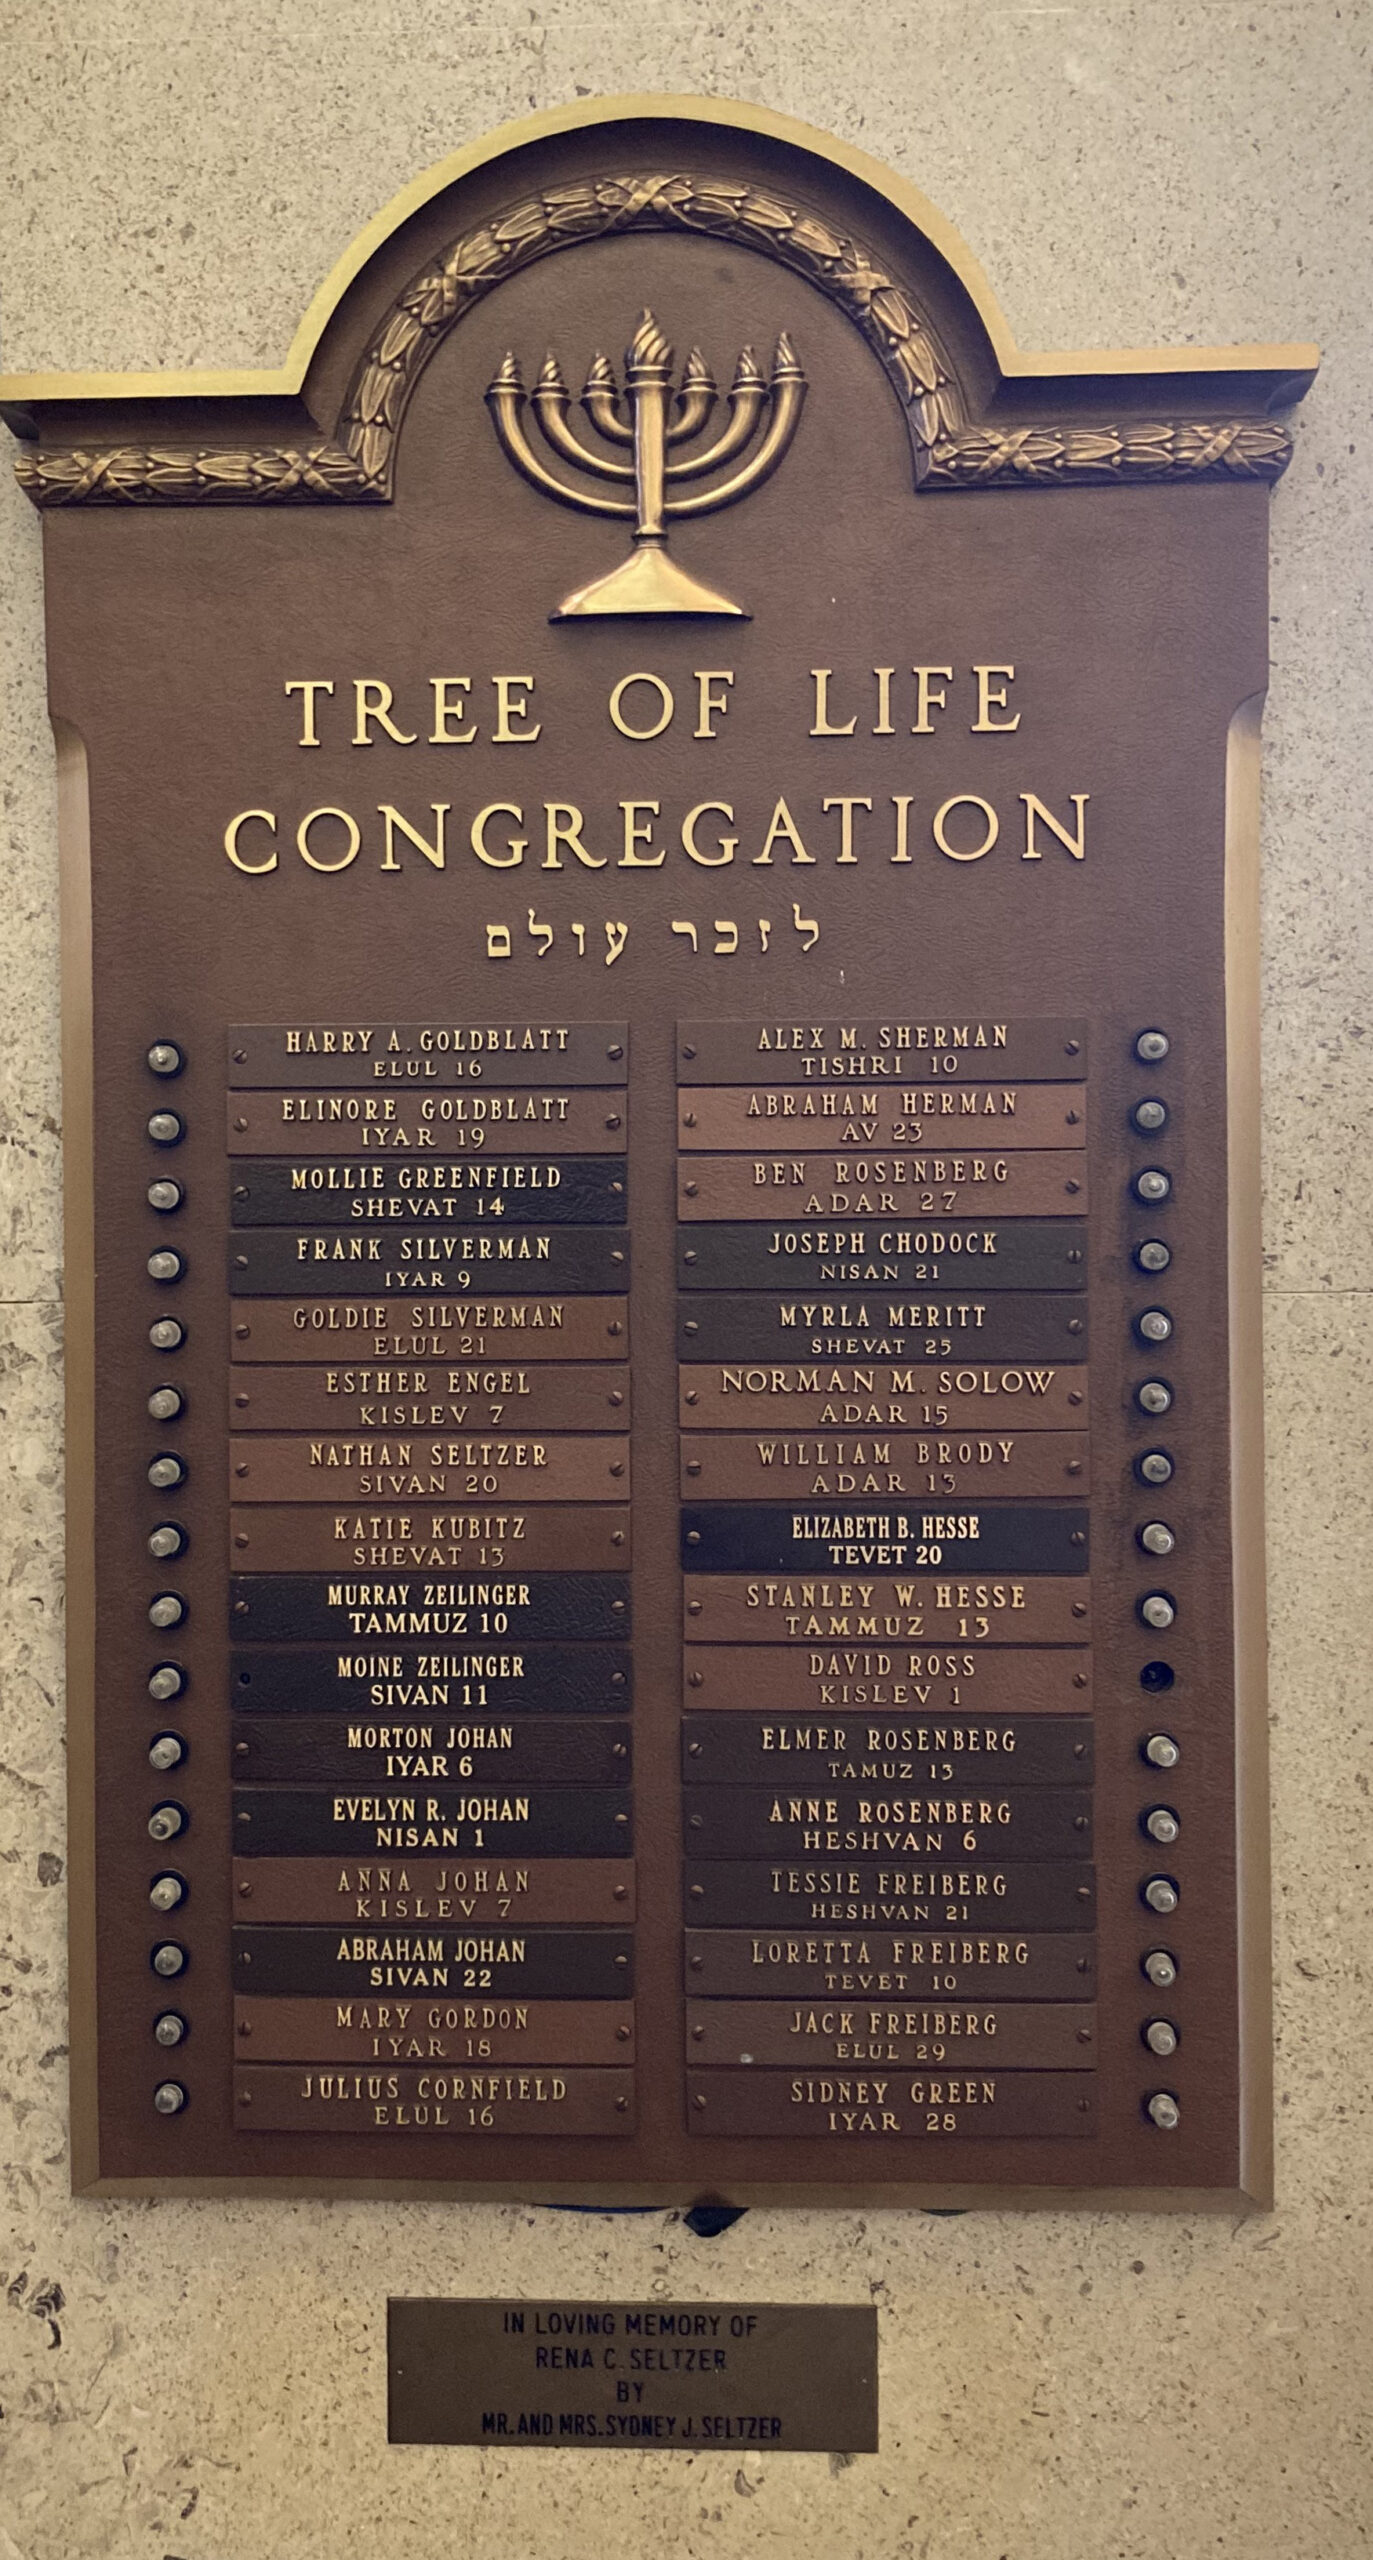 TREE OF LIFE
CONGREGATION
לזכר עולם
HARRY A. GOLDBLATT
ELUL 16
ELINORE GOLDBLATT
IYAR 19
MOLLIE GREENFIELD
SHEVAT 14
FRANK SILVERMAN
IYAR 9
GOLDIE SILVERMAN
ELUL 21
ESTHER ENGEL
KISLEV 7
NATHAN SELTZER
SIVAN 20
KATIE KUBITZ
SHEVAT 13
MURRAY ZEILINGER
TAMMUZ 10
MOINE ZEILINGER
SIVAN 11
MORTON JOHAN
IYAR 6
EVELYN R. JOHAN
NISAN 1
ANNA JOHAN
KISLEV 7
ABRAHAM JOHAN
SIVAN 22
MARY GORDON
IYAR 18
JULIUS CORNFIELD
ELUL 16
ALEX M. SHERMAN
TISHRI 10
ABRAHAM HERMAN
AV 23
BEN ROSENBERG
ADAR 27
JOSEPH CHODOCK
NISAN 21
MYRLA MERITT
SHEVAT 25
NORMAN M. SOLOW
ADAR 15
WILLIAM BRODY
ADAR 13
ELIZABETH B. HESSE
TEVET 20
STANLEY W. HESSE
TAMMUZ 13
DAVID ROSS
KISLEV 1
ELMER ROSENBERG
TAMUZ 13
ANNE ROSENBERG
HESHVAN 6
TESSIE FREIBERG
HESHVAN 21
LORETTA FREIBERG
TEVET 10
JACK FREIBERG
ELUL 29
SIDNEY GREEN
IYAR 28
IN LOVING MEMORY OF
RENA C. SELTZER
BY
MR. AND MRS. SYDNEY J. SELTZER